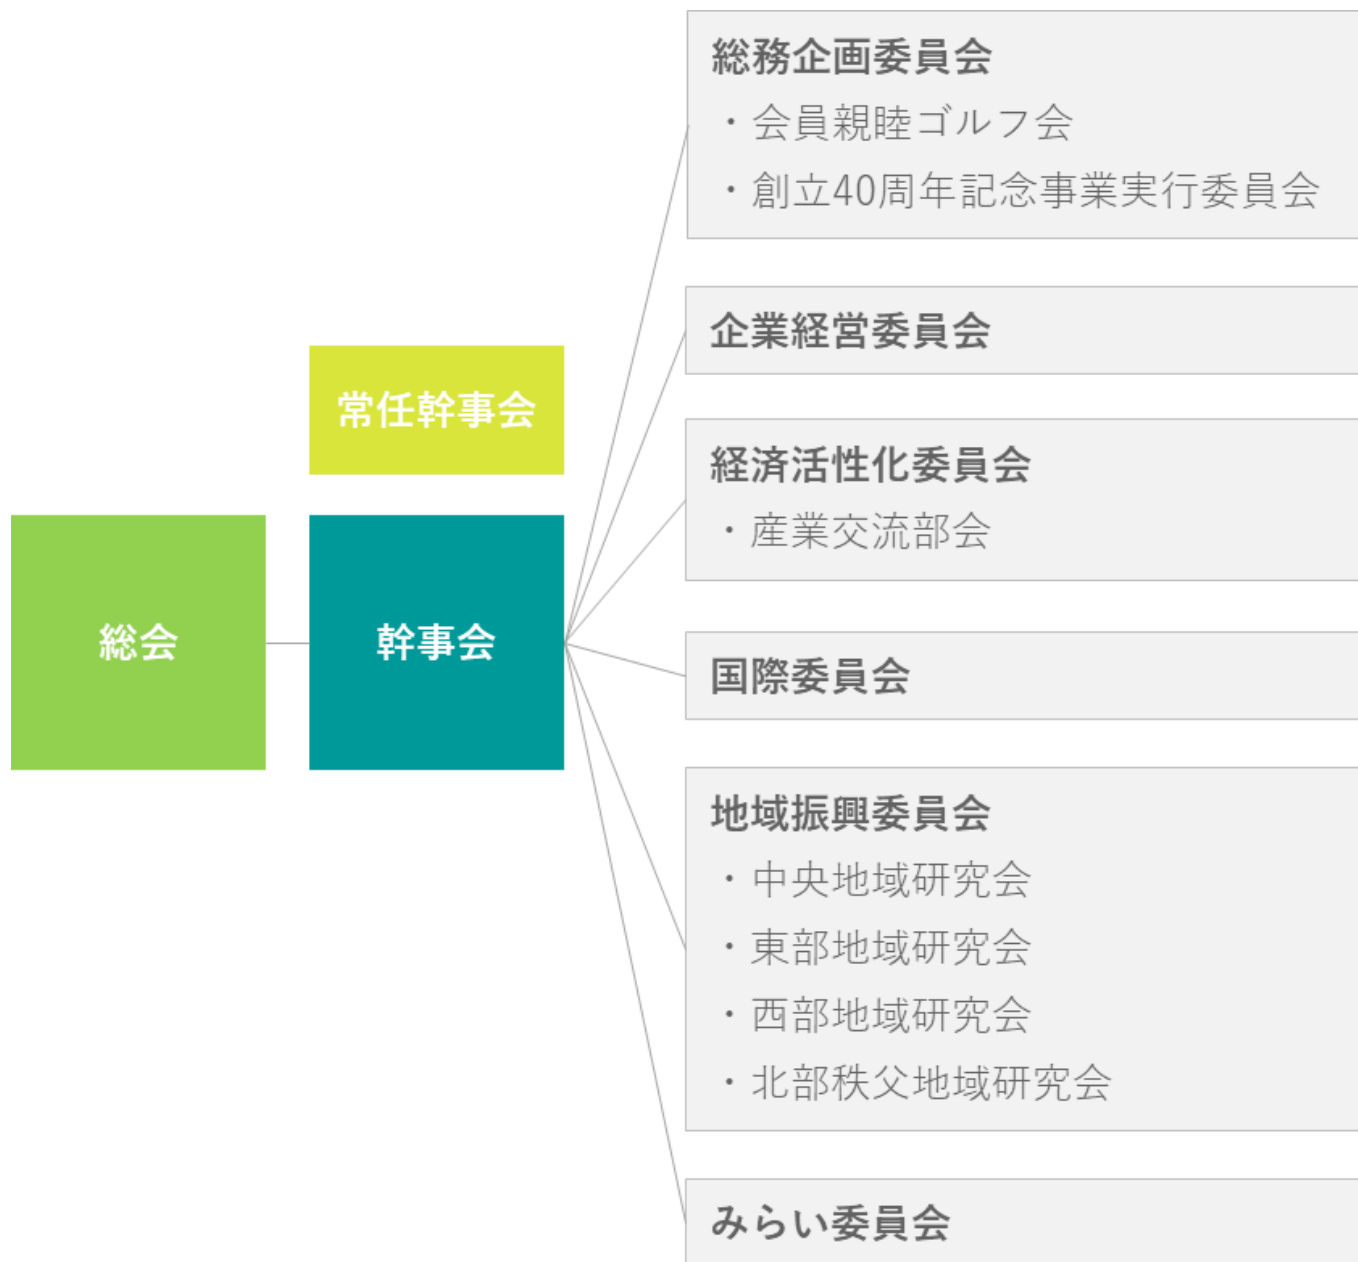 総会
常任幹事会
幹事会
総務企画委員会
・会員親睦ゴルフ会
・創立40周年記念事業実行委員会
企業経営委員会
経済活性化委員会
・産業交流部会
国際委員会
地域振興委員会
・中央地域研究会
・東部地域研究会
・西部地域研究会
・北部秩父地域研究会
みらい委員会